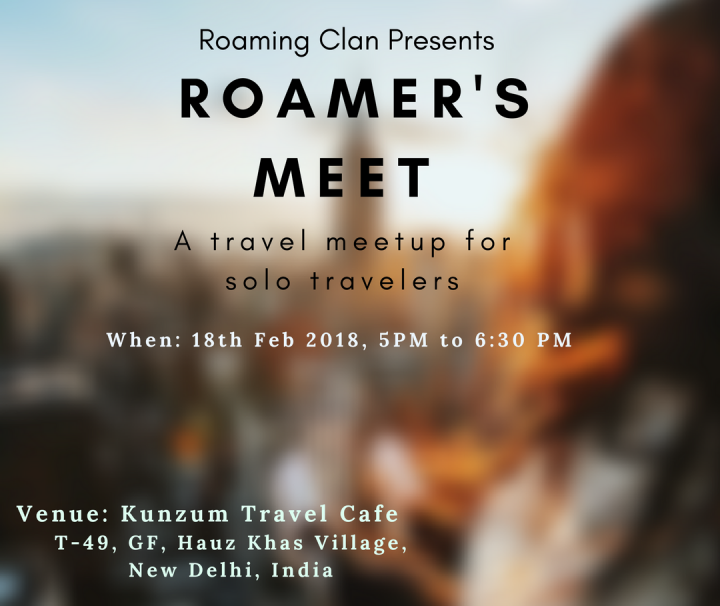 Roaming Clan Presents
ROAMER'S
MEET
A travel meetup for
solo travelers
When: 18th Feb 2018, 5PM to 6:30 PM
Venue: Kunzum Travel Cafe
T-49, GF, Hauz Khas Village,
New Delhi, India